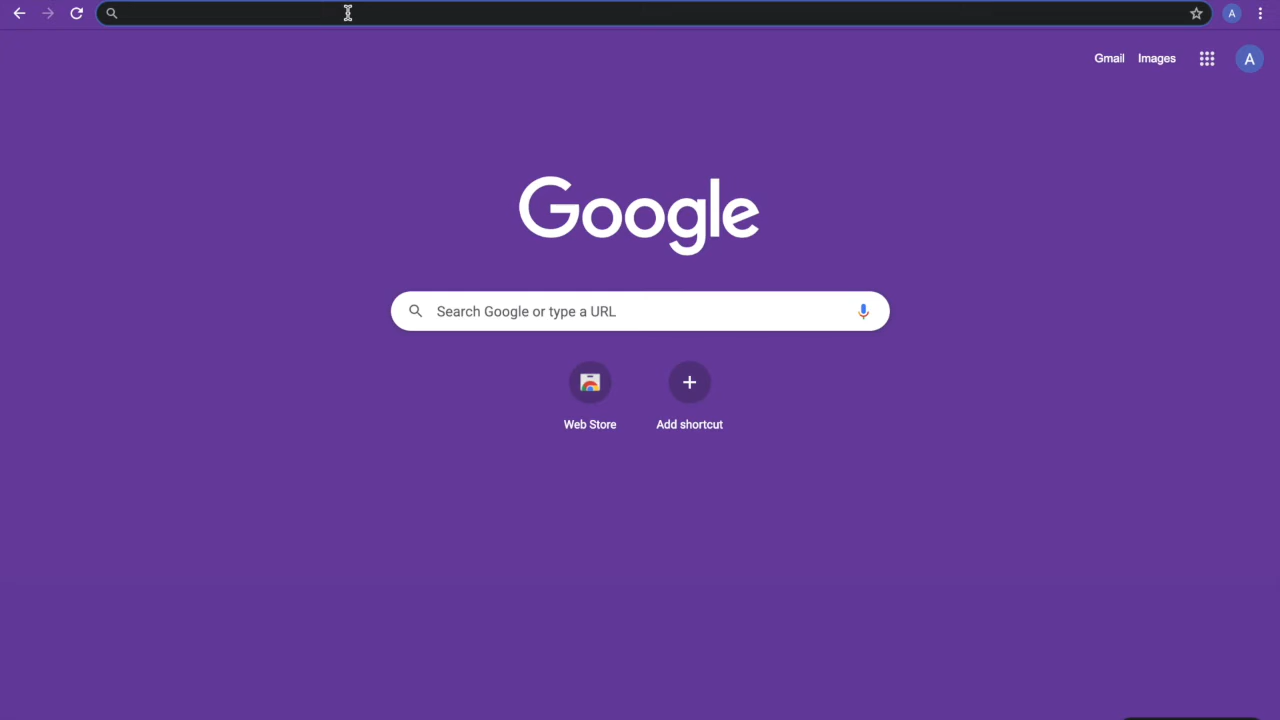 A
Gmail Images
A
Google
Search Google or type a URL
Web Store Add shortcut